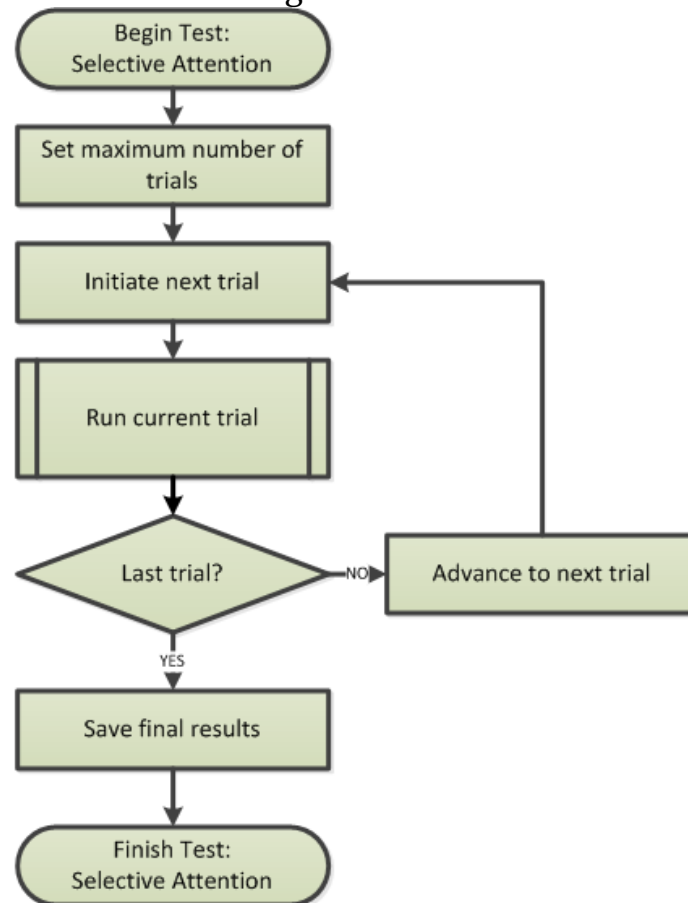 Begin Test:
Selective Attention
Set maximum number of
trials
Initiate next trial
Run current trial
Last trial?
NO
Advance to next trial
YES
Save final results
Finish Test:
Selective Attention